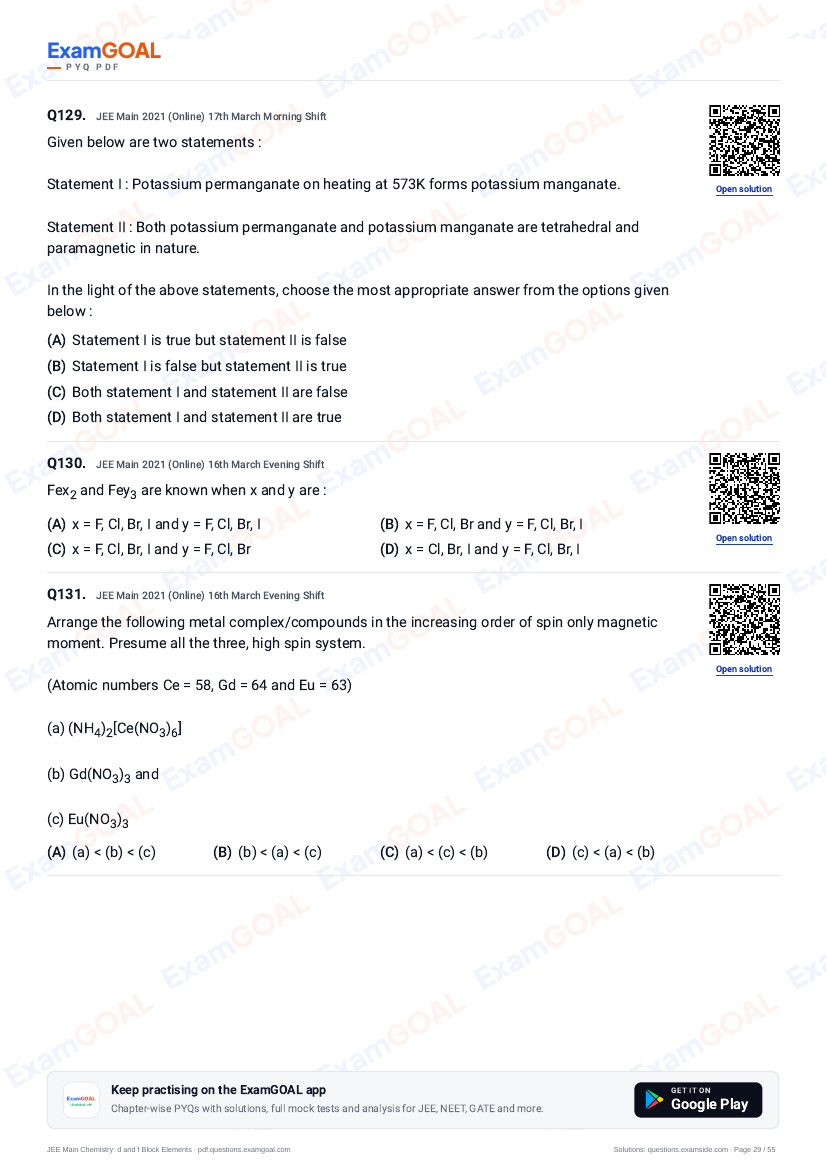 ExamGOAL
PYQ PDF
Q129. JEE Main 2021 (Online) 17th March Morning Shift
Given below are two statements :
Statement I : Potassium permanganate on heating at 573K forms potassium manganate.
Statement II : Both potassium permanganate and potassium manganate are tetrahedral and
paramagnetic in nature.
In the light of the above statements, choose the most appropriate answer from the options given
below :
(A) Statement I is true but statement II is false
(B) Statement I is false but statement II is true
(C) Both statement I and statement II are false
(D) Both statement I and statement II are true
Open solution
Q130. JEE Main 2021 (Online) 16th March Evening Shift
Fex₂ and Fey₃ are known when x and y are :
(A) x = F, Cl, Br, I and y = F, Cl, Br, I
(B) x = F, Cl, Br and y = F, Cl, Br, I
(C) x = F, Cl, Br, I and y = F, Cl, Br
(D) x = Cl, Br, I and y = F, Cl, Br, I
Open solution
Q131. JEE Main 2021 (Online) 16th March Evening Shift
Arrange the following metal complex/compounds in the increasing order of spin only magnetic
moment. Presume all the three, high spin system.
(Atomic numbers Ce = 58, Gd = 64 and Eu = 63)
(a) (NH₄)₂[Ce(NO₃)₆]
(b) Gd(NO₃)₃ and
(c) Eu(NO₃)₃
(A) (a) < (b) < (c) (B) (b) < (a) < (c) (C) (a) < (c) < (b) (D) (c) < (a) < (b)
Open solution
ExamGOAL
Keep practising on the ExamGOAL app
Chapter-wise PYQs with solutions, full mock tests and analysis for JEE, NEET, GATE and more.
GET IT ON
Google Play
JEE Main Chemistry: d and f Block Elements · pdf.questions.examgoal.com
Solutions: questions.examside.com · Page 29 / 55